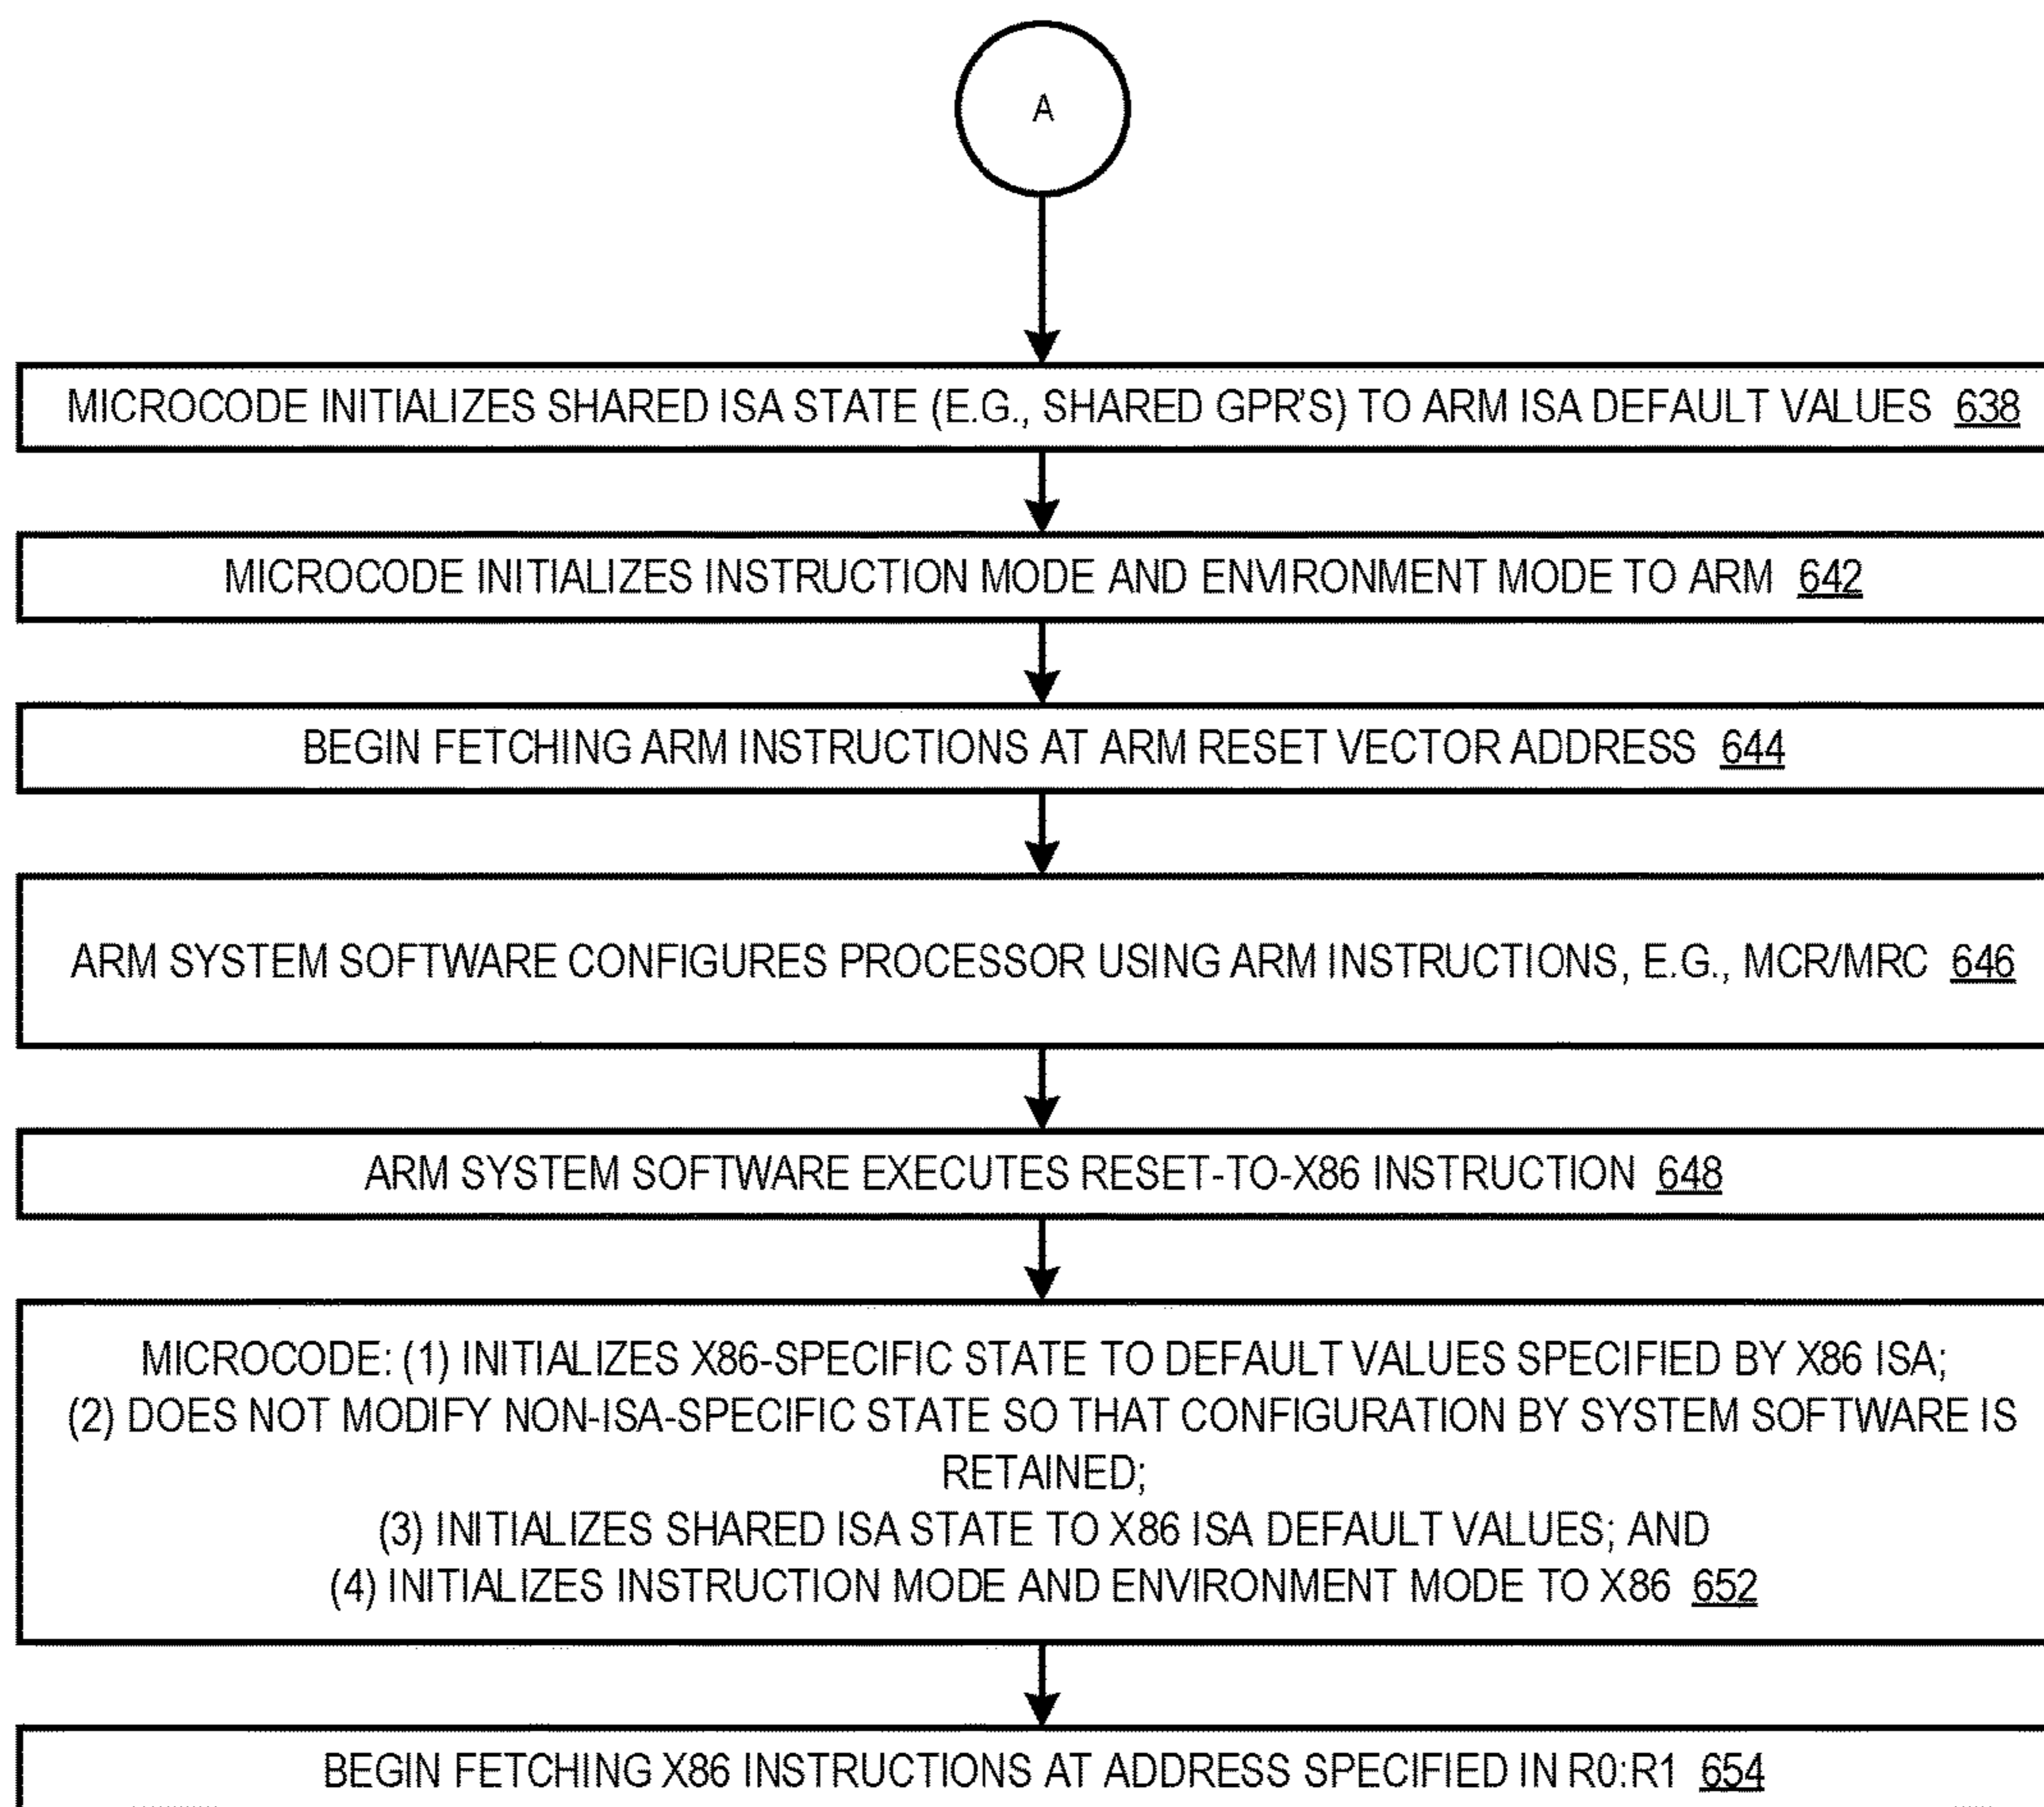 A
MICROCODE INITIALIZES SHARED ISA STATE (E.G., SHARED GPR'S) TO ARM ISA DEFAULT VALUES 638
MICROCODE INITIALIZES INSTRUCTION MODE AND ENVIRONMENT MODE TO ARM 642
BEGIN FETCHING ARM INSTRUCTIONS AT ARM RESET VECTOR ADDRESS 644
ARM SYSTEM SOFTWARE CONFIGURES PROCESSOR USING ARM INSTRUCTIONS, E.G., MCR/MRC 646
ARM SYSTEM SOFTWARE EXECUTES RESET-TO-X86 INSTRUCTION 648
MICROCODE: (1) INITIALIZES X86-SPECIFIC STATE TO DEFAULT VALUES SPECIFIED BY X86 ISA;
(2) DOES NOT MODIFY NON-ISA-SPECIFIC STATE SO THAT CONFIGURATION BY SYSTEM SOFTWARE IS
RETAINED;
(3) INITIALIZES SHARED ISA STATE TO X86 ISA DEFAULT VALUES; AND
(4) INITIALIZES INSTRUCTION MODE AND ENVIRONMENT MODE TO X86 652
BEGIN FETCHING X86 INSTRUCTIONS AT ADDRESS SPECIFIED IN R0:R1 654